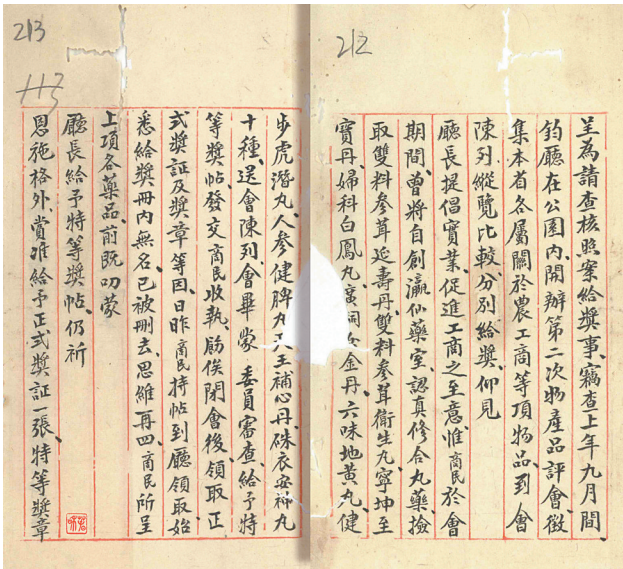 212
呈為請查核照案給獎事、竊查上年九月間、
鈞廳在公園內開辦第二次物產品評會、徵
集本省各屬關於農工商等項物品到會
陳列縱覽比較、分別給獎、仰見
廳長提倡實業、促進工商之至意、惟商民於會
期間、曾將自創瀛仙藥室、認真修合丸藥、撿
取雙料參茸延壽丹、雙料參茸衛生丸、寧坤至
寶丹、婦科白鳳丸、金丹、六味地黃丸、健
213
步虎潛丸、人參健脾丸、天王補心丹、硃衣安神丸
十種、送會陳列、會畢蒙 委員審查、給予特
等獎帖、發交商民收執、飭俟閉會後、領取正
式獎証及獎章等因、日昨商民持帖到廳領取、始
悉給獎冊內無名、已被刪去、思維再四、商民所呈
上項各藥品、前既叨蒙
廳長給予特等獎帖、仍祈
恩施格外、賞准給予正式獎証一張、特等獎章